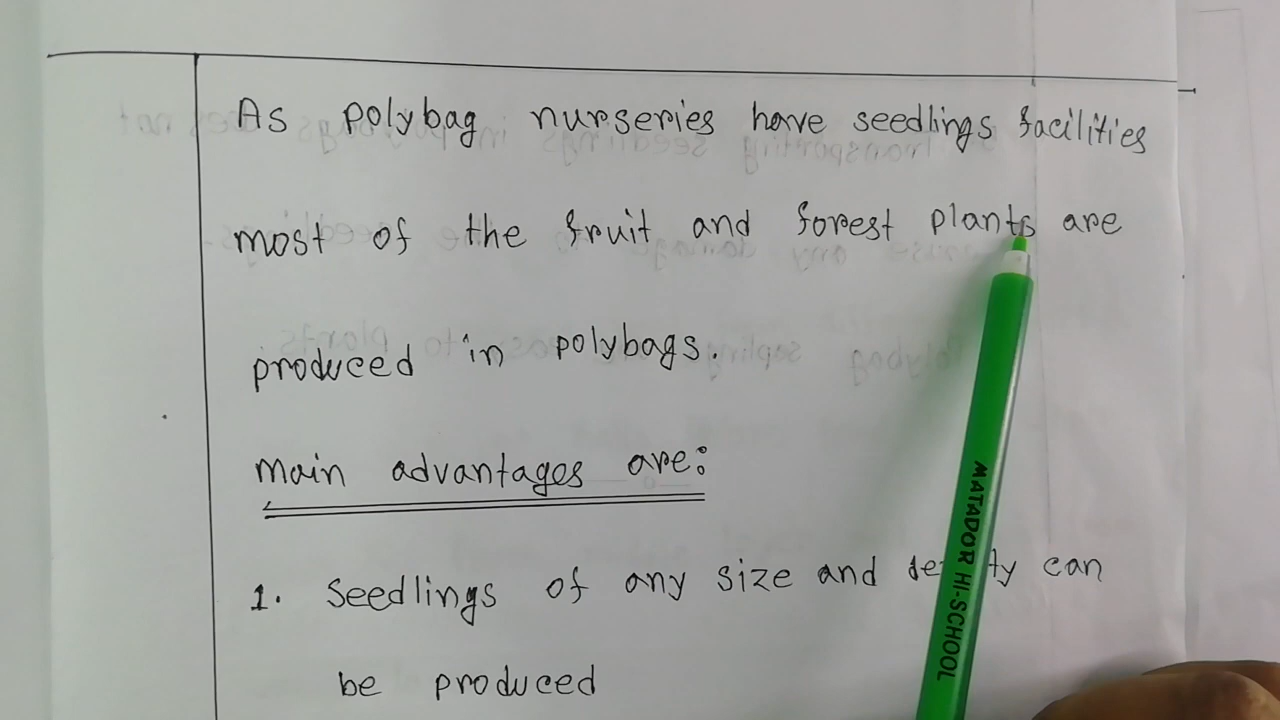 As polybag nurseries have seedlings facilities
most of the fruit and forest plants are
produced in polybags.
main advantages are:
1. Seedlings of any size and can
be produced
MATADOR HI-SCHOOL